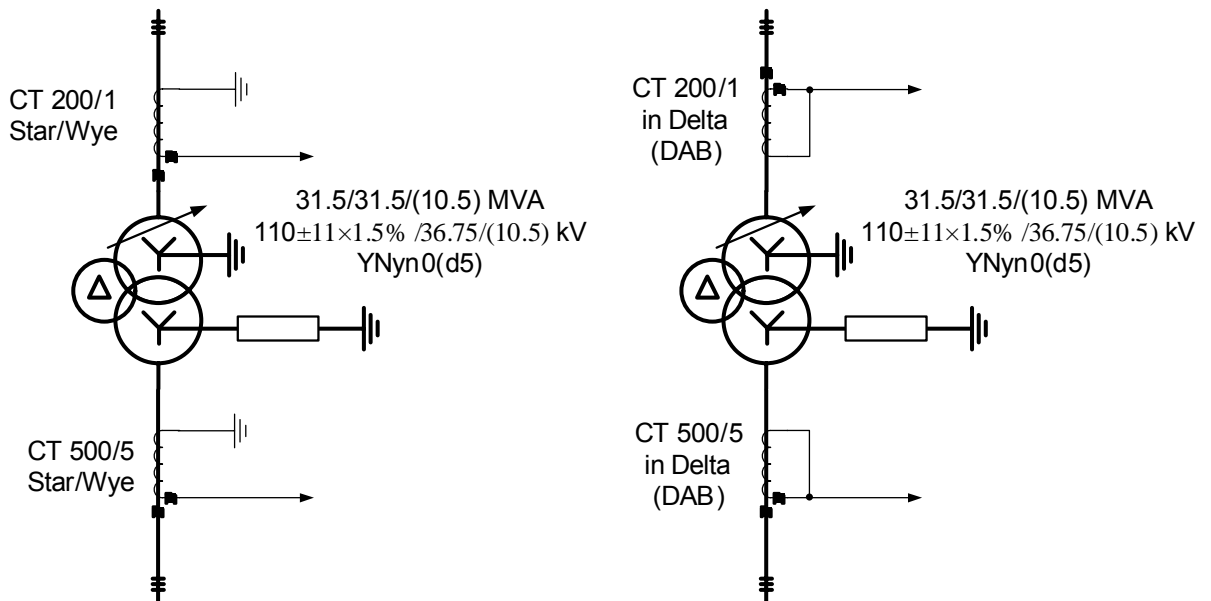 CT 200/1
Star/Wye
31.5/31.5/(10.5) MVA
110±11×1.5% /36.75/(10.5) kV
YNyn0(d5)
CT 500/5
Star/Wye
CT 200/1
in Delta
(DAB)
31.5/31.5/(10.5) MVA
110±11×1.5% /36.75/(10.5) kV
YNyn0(d5)
CT 500/5
in Delta
(DAB)